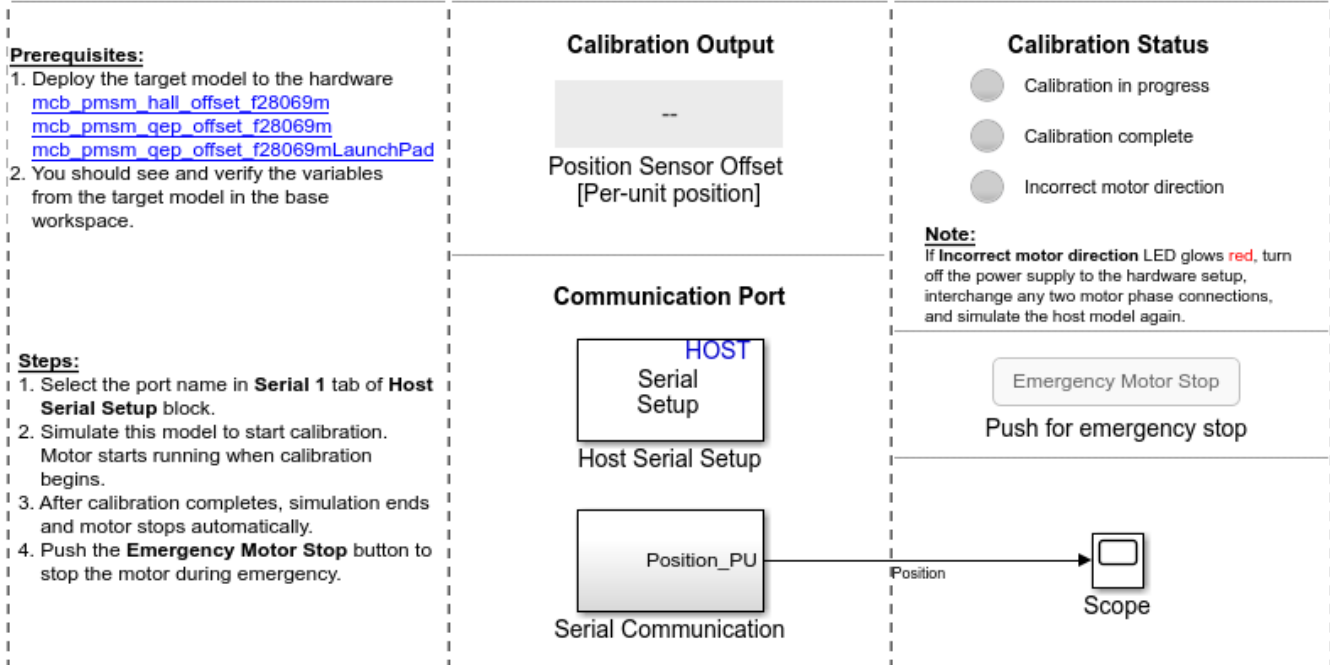 Prerequisites:
1. Deploy the target model to the hardware
mcb_pmsm_hall_offset_f28069m
mcb_pmsm_qep_offset_f28069m
mcb_pmsm_qep_offset_f28069mLaunchPad
2. You should see and verify the variables
from the target model in the base
workspace.
Steps:
1. Select the port name in Serial 1 tab of Host
Serial Setup block.
2. Simulate this model to start calibration.
Motor starts running when calibration
begins.
3. After calibration completes, simulation ends
and motor stops automatically.
4. Push the Emergency Motor Stop button to
stop the motor during emergency.
Calibration Output
--
Position Sensor Offset
[Per-unit position]
Communication Port
HOST
Serial
Setup
Host Serial Setup
Position_PU
Serial Communication
Calibration Status
Calibration in progress
Calibration complete
Incorrect motor direction
Note:
If Incorrect motor direction LED glows red, turn
off the power supply to the hardware setup,
interchange any two motor phase connections,
and simulate the host model again.
Emergency Motor Stop
Push for emergency stop
Position
Scope